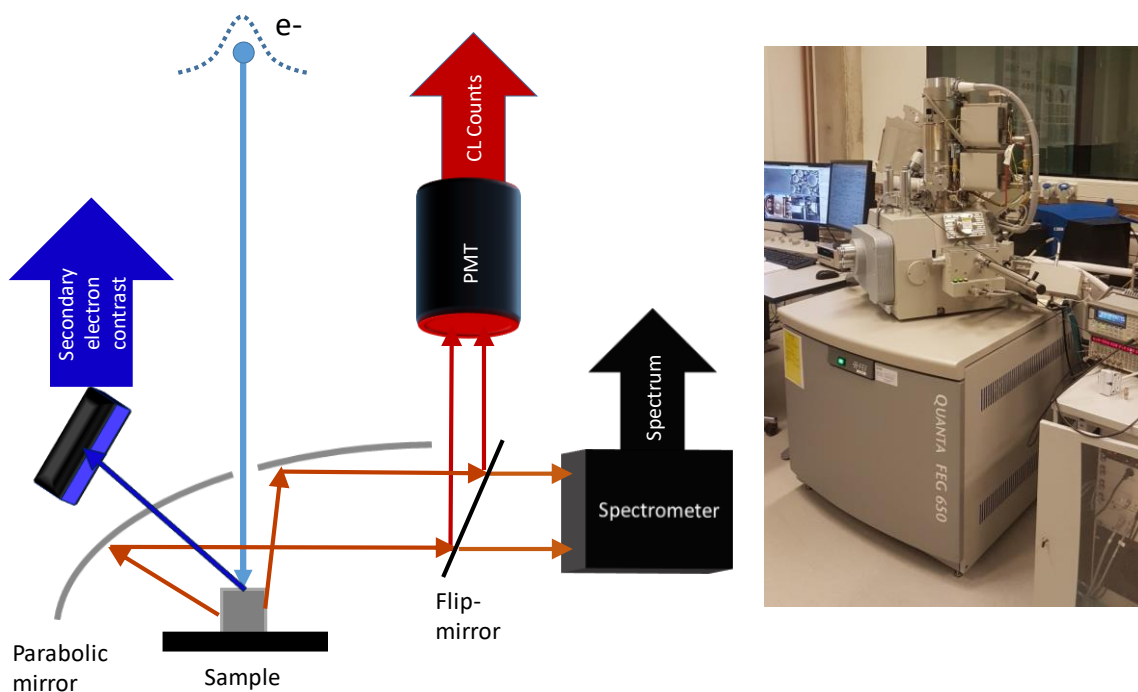 e-
CL Counts
PMT
Secondary
electron
contrast
Spectrum
Spectrometer
Flip-
mirror
Parabolic
mirror
Sample
QUANTA FEG 650